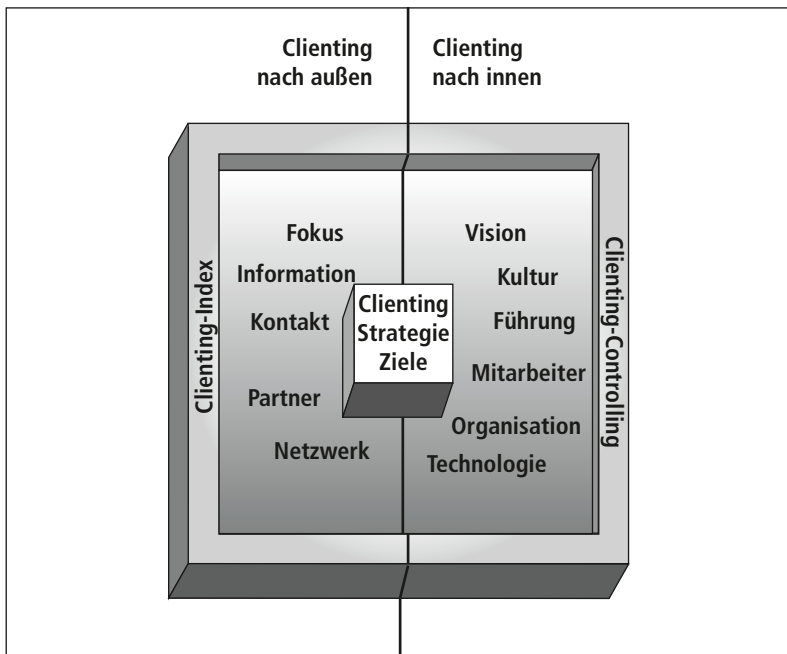 Clienting
nach außen
Clienting
nach innen
Clienting-Index
Fokus
Information
Kontakt
Partner
Netzwerk
Clienting
Strategie
Ziele
Vision
Kultur
Führung
Mitarbeiter
Organisation
Technologie
Clienting-Controlling